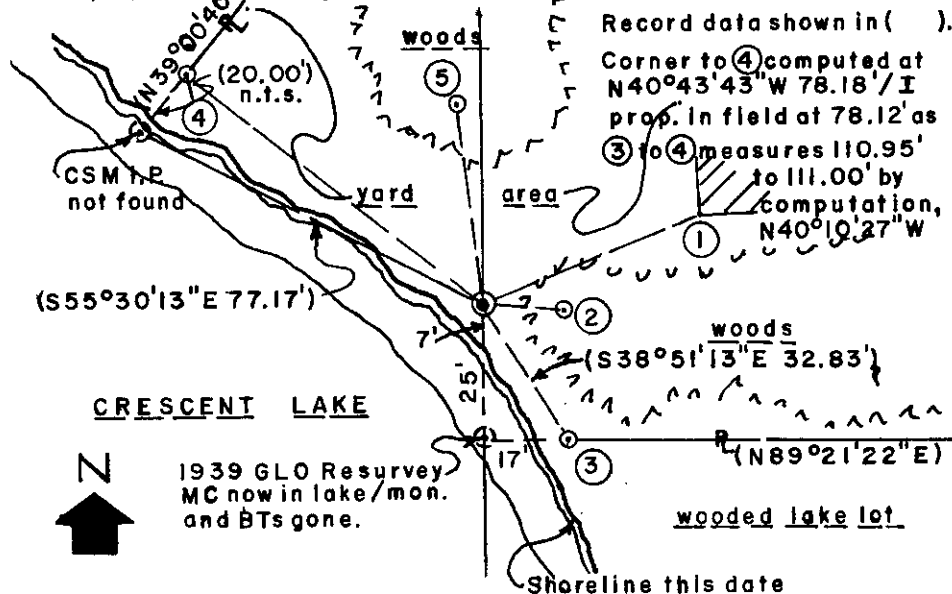 (N39°00'40"
PL
(20.00')
n.t.s.
4
CSM I.P.
not found
yard
woods
5
area
Record data shown in (      ).
Corner to 4 computed at
N40°43'43"W 78.18'/I
prop. in field at 78.12' as
3 to 4 measures 110.95'
to 111.00' by
computation,
N40°10'27"W
1
(S55°30'13"E 77.17')
2
7'
woods
(S38°51'13"E 32.83')
25'
CRESCENT LAKE
N
1939 GLO Resurvey
MC now in lake/mon.
and BTs gone.
17'
3
PL
(N89°21'22"E)
wooded lake lot
Shoreline this date